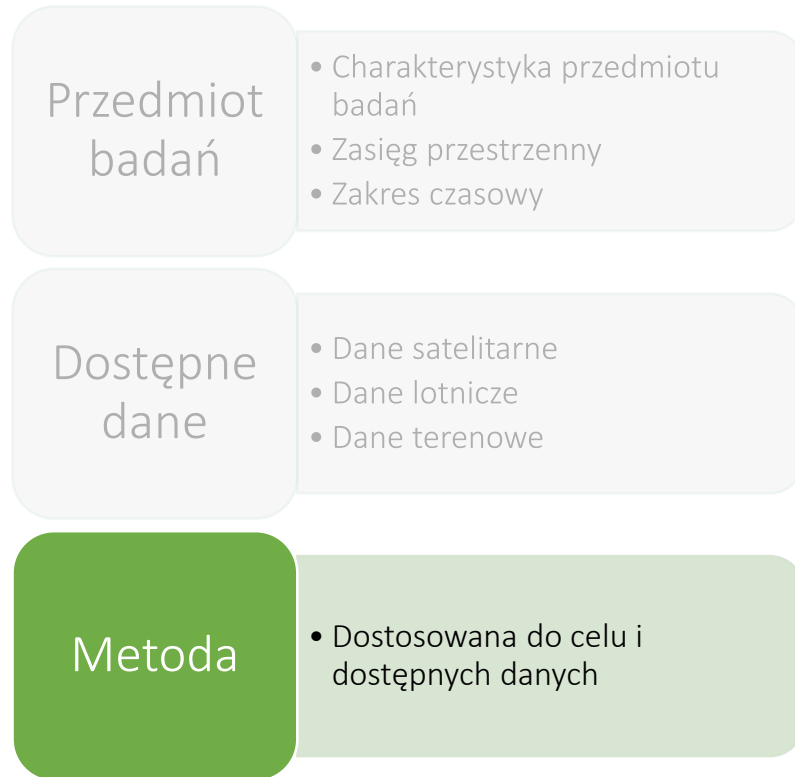 Przedmiot
badań
• Charakterystyka przedmiotu
badań
• Zasięg przestrzenny
• Zakres czasowy
Dostępne
dane
• Dane satelitarne
• Dane lotnicze
• Dane terenowe
Metoda
• Dostosowana do celu i
dostępnych danych